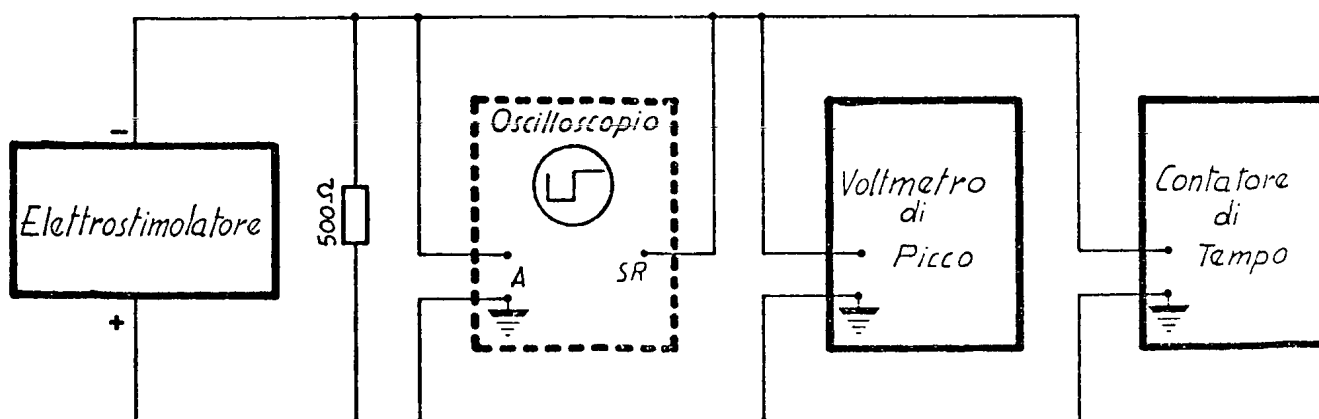 −
Elettrostimolatore
+
500Ω
Oscilloscopio
A
SR
Voltmetro
di
Picco
Contatore
di
Tempo